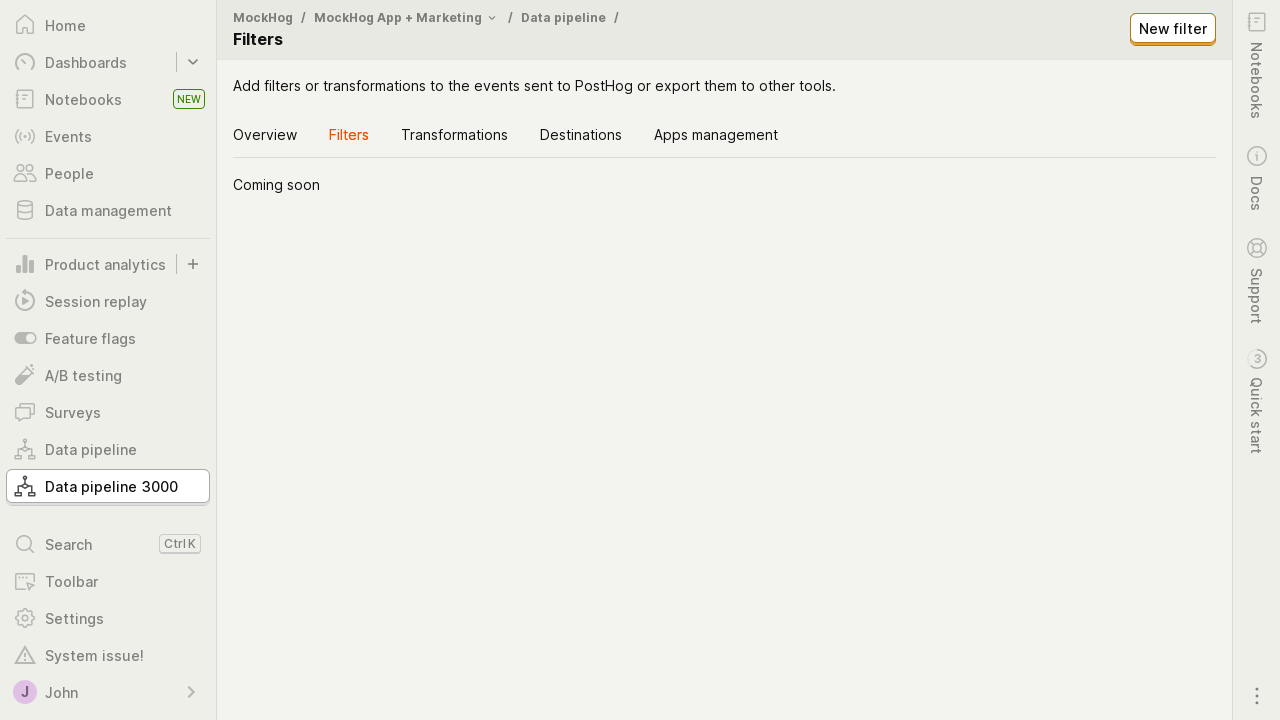 Home
Dashboards
Notebooks NEW
Events
People
Data management
Product analytics
Session replay
Feature flags
A/B testing
Surveys
Data pipeline
Data pipeline 3000
Search Ctrl K
Toolbar
Settings
System issue!
J John
MockHog / MockHog App + Marketing / Data pipeline /
Filters
New filter
Add filters or transformations to the events sent to PostHog or export them to other tools.
Overview Filters Transformations Destinations Apps management
Coming soon
Notebooks
Docs
Support
3 Quick start